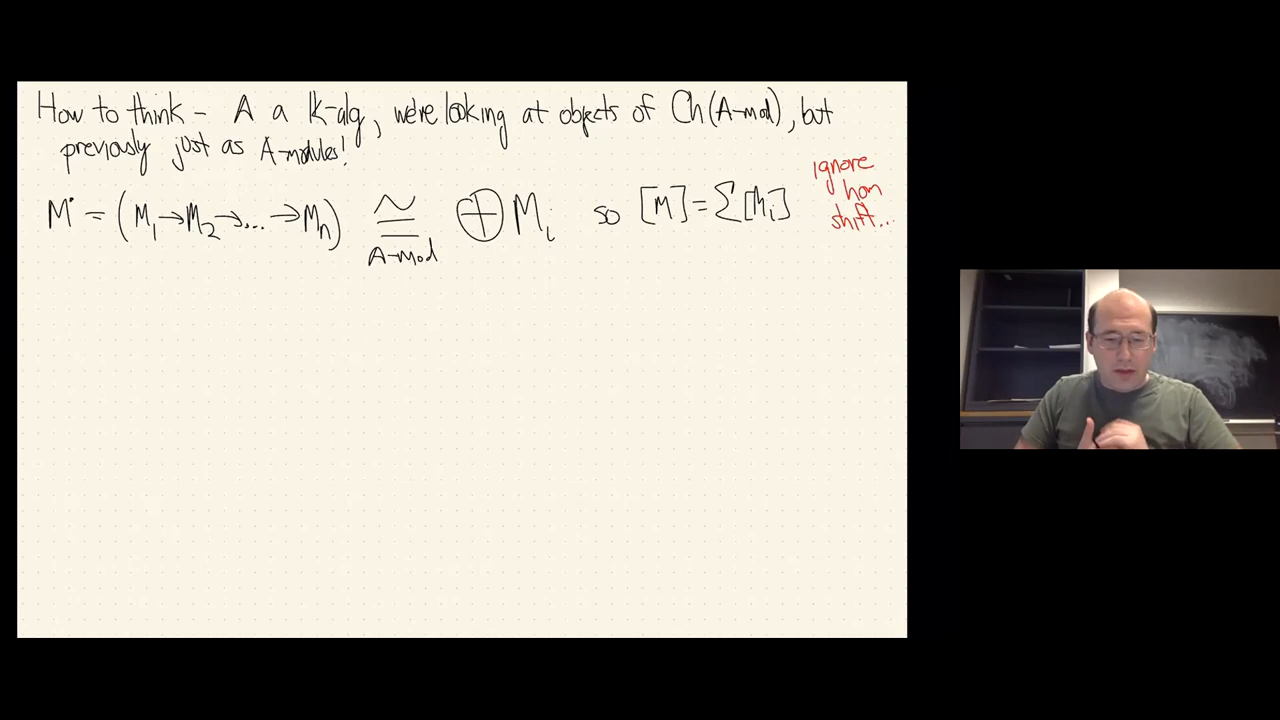 How to think - A a lk-alg, we're looking at objects of Ch(A-mod), but
previously just as A-modules!
M• = (M₁→M₂→...→Mₙ) ≅ ⊕Mᵢ so [M]=Σ[Mᵢ]
A-mod
ignore
hom
shift...